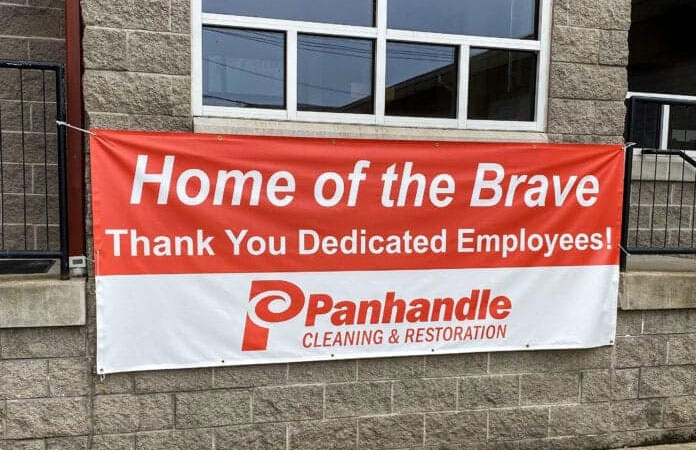 Home of the Brave
Thank You Dedicated Employees!
Panhandle
CLEANING & RESTORATION